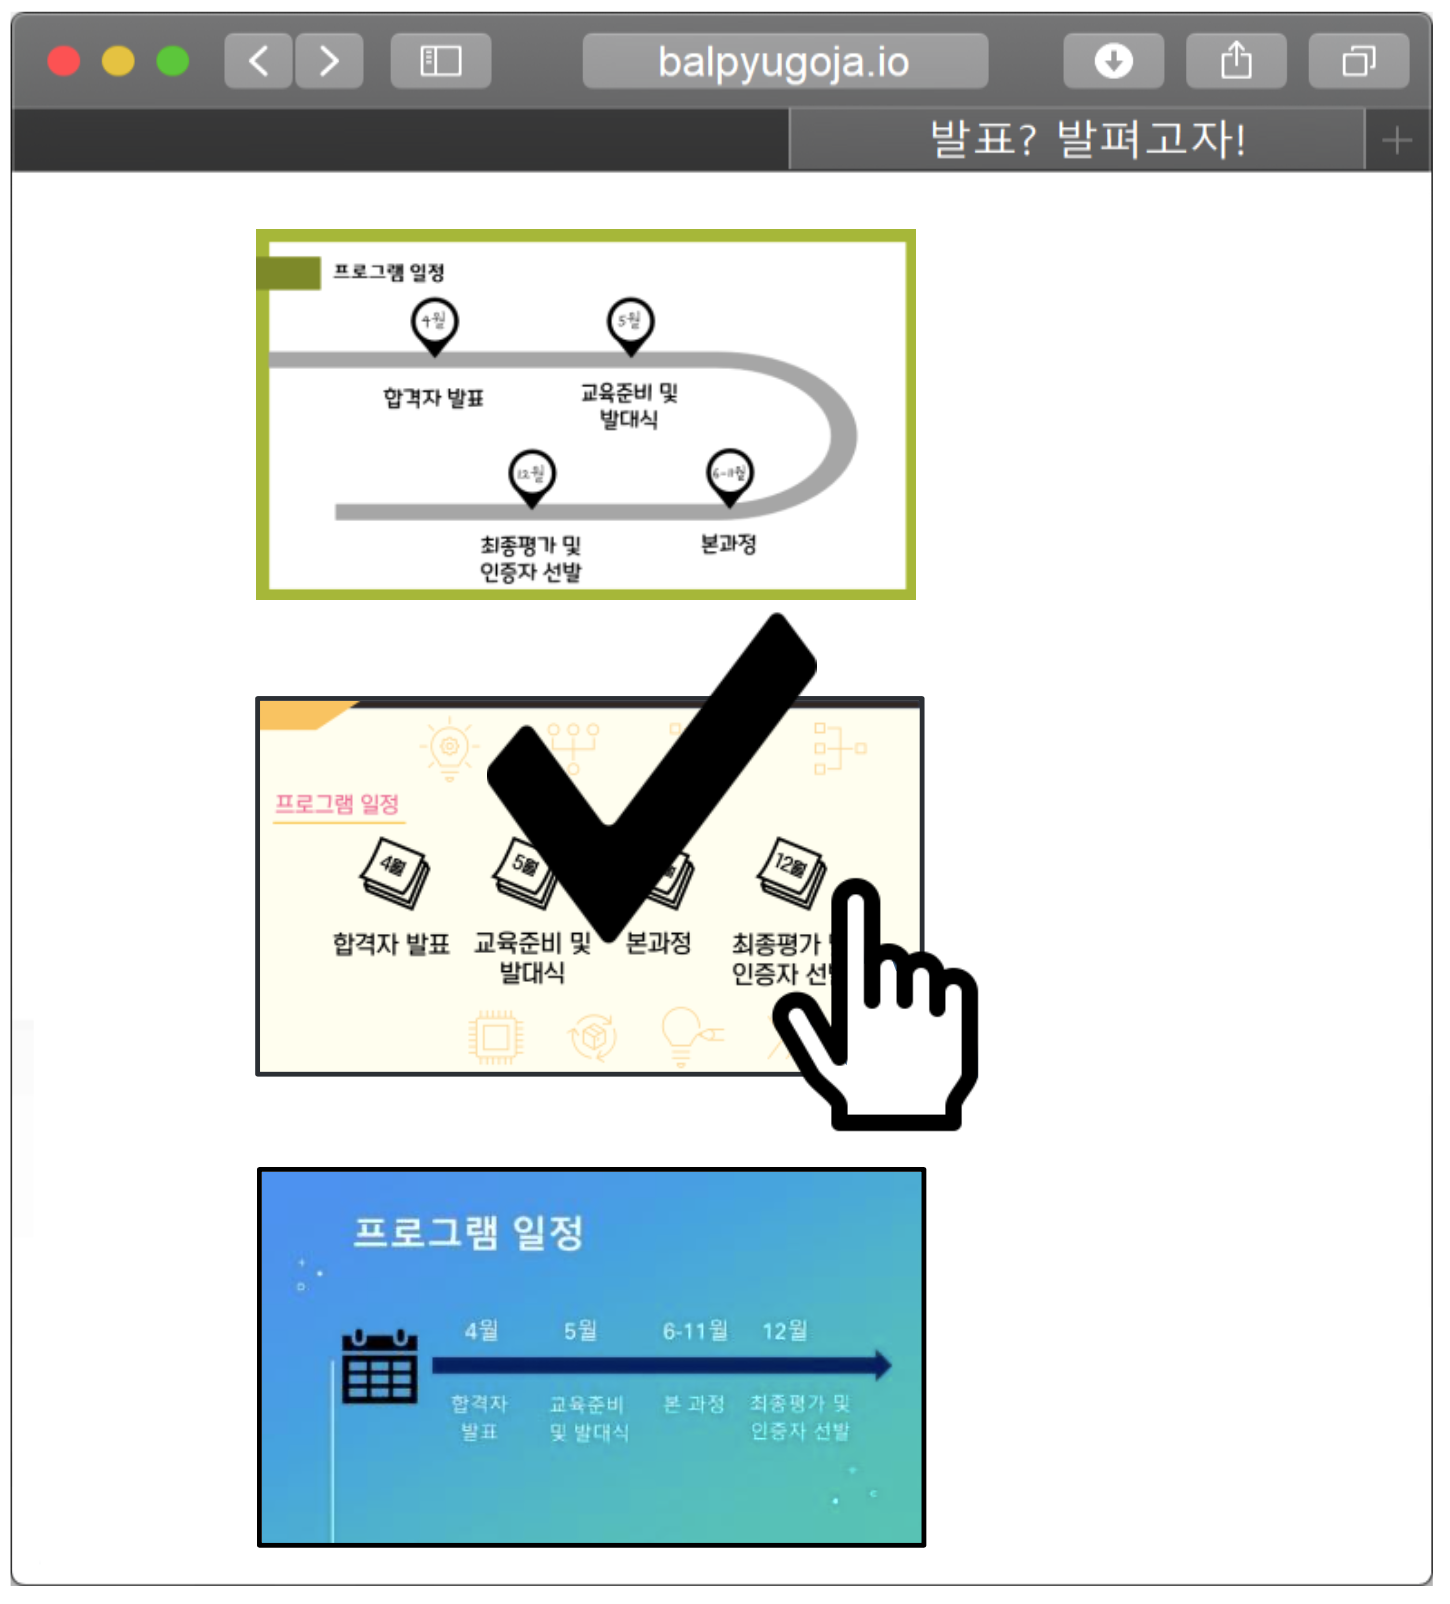 balpyugoja.io
발표? 발펴고자!
프로그램 일정
4월
5월
합격자 발표
교육준비 및
발대식
12월
6-11월
최종평가 및
인증자 선발
본과정
프로그램 일정
4월
5월
12월
합격자 발표
교육준비 및
발대식
본과정
최종평가
인증자
프로그램 일정
4월
5월
6-11월
12월
합격자
발표
교육준비
및 발대식
본 과정
최종평가 및
인증자 선발